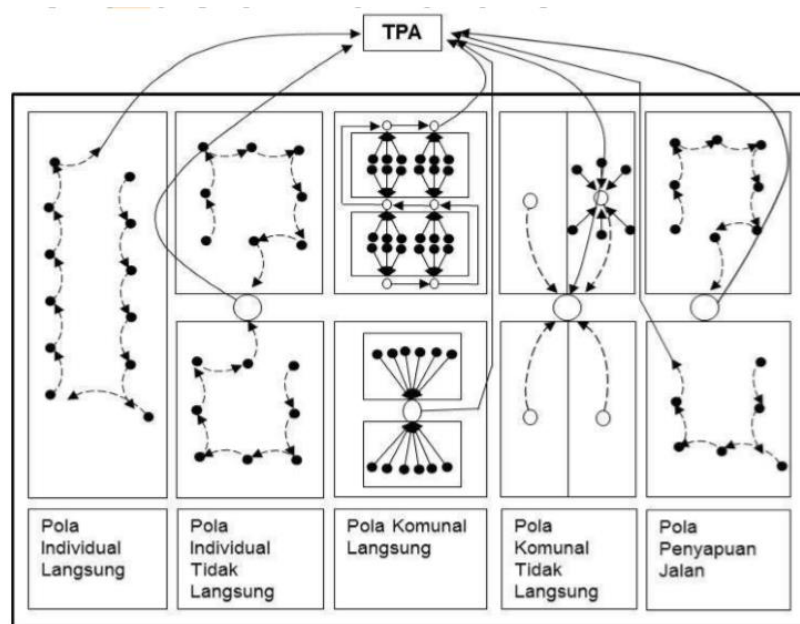 TPA
Pola
Individual
Langsung
Pola
Individual
Tidak
Langsung
Pola Komunal
Langsung
Pola
Komunal
Tidak
Langsung
Pola
Penyapuan
Jalan